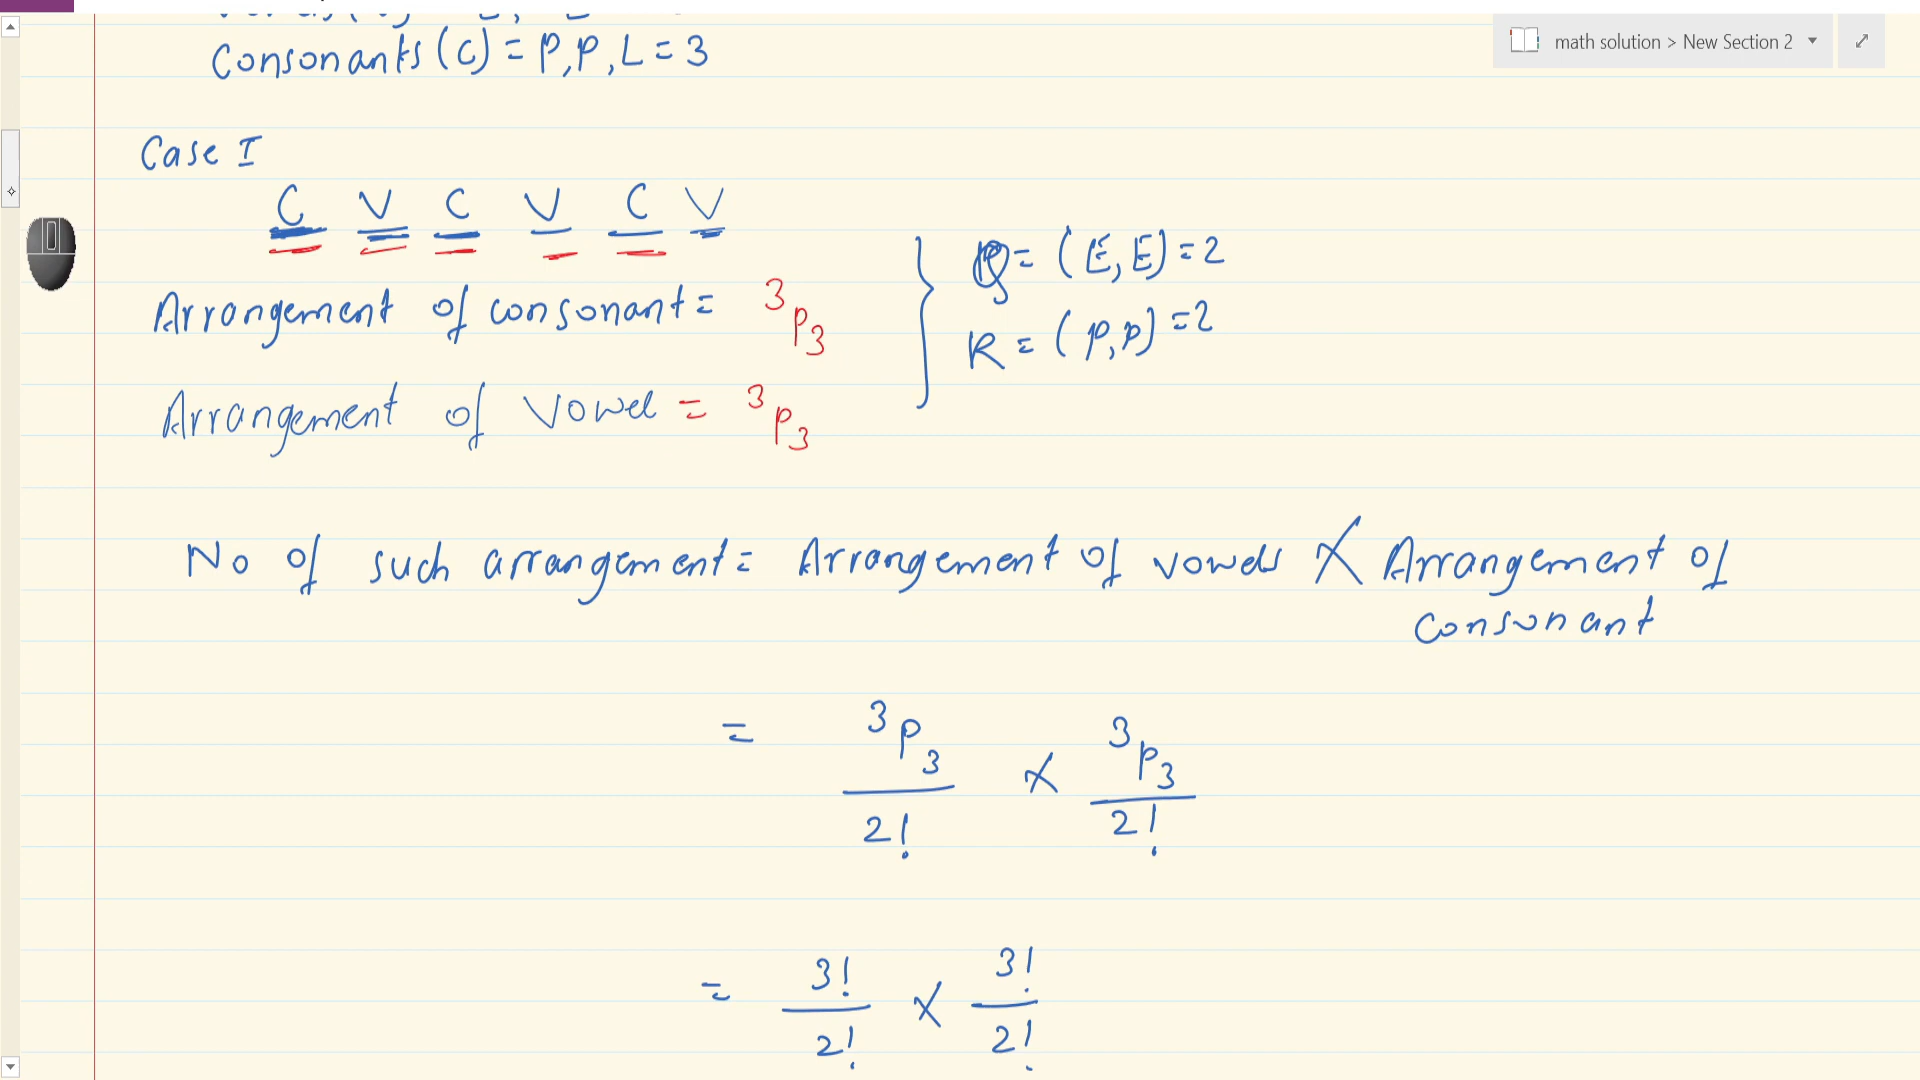 math solution > New Section 2
Consonants (C) = P, P, L = 3
Case I
C V C V C V
Arrangement of consonant = ³P₃
Arrangement of Vowel = ³P₃
= (E, E) = 2
R = (P, P) = 2
No of such arrangement = Arrangement of vowels X Arrangement of
consonant
= ³P₃ / 2! × ³P₃ / 2!
= 3! / 2! × 3! / 2!